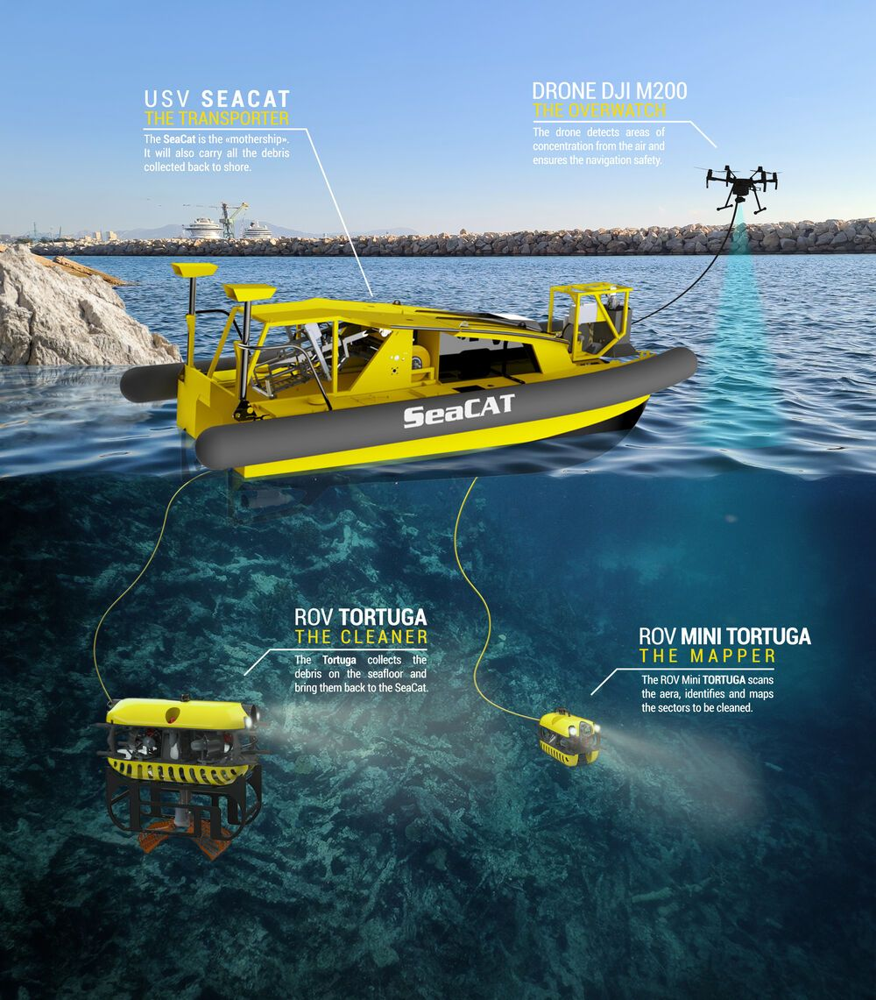 USV SEACAT
THE TRANSPORTER
The SeaCat is the «mothership».
It will also carry all the debris
collected back to shore.
DRONE DJI M200
THE OVERWATCH
The drone detects areas of
concentration from the air and
ensures the navigation safety.
SeaCAT
ROV TORTUGA
THE CLEANER
The Tortuga collects the
debris on the seafloor and
bring them back to the SeaCat.
ROV MINI TORTUGA
THE MAPPER
The ROV Mini TORTUGA scans
the aera, identifies and maps
the sectors to be cleaned.